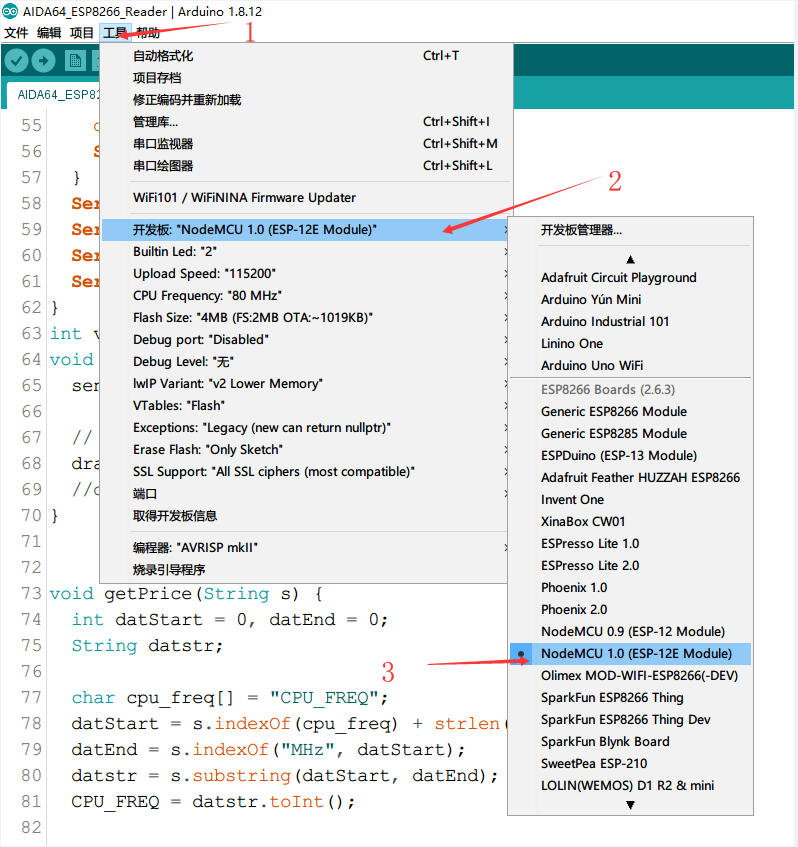 AIDA64_ESP8266_Reader | Arduino 1.8.12
文件 编辑 项目 工具 帮助
1
自动格式化 Ctrl+T
项目存档
修正编码并重新加载
管理库... Ctrl+Shift+I
串口监视器 Ctrl+Shift+M
串口绘图器 Ctrl+Shift+L
WiFi101 / WiFiNINA Firmware Updater
开发板: "NodeMCU 1.0 (ESP-12E Module)"
Builtin Led: "2"
Upload Speed: "115200"
CPU Frequency: "80 MHz"
Flash Size: "4MB (FS:2MB OTA:~1019KB)"
Debug port: "Disabled"
Debug Level: "无"
lwIP Variant: "v2 Lower Memory"
VTables: "Flash"
Exceptions: "Legacy (new can return nullptr)"
Erase Flash: "Only Sketch"
SSL Support: "All SSL ciphers (most compatible)"
端口
取得开发板信息
编程器: "AVRISP mkII"
烧录引导程序
2
开发板管理器...
Adafruit Circuit Playground
Arduino Yún Mini
Arduino Industrial 101
Linino One
Arduino Uno WiFi
ESP8266 Boards (2.6.3)
Generic ESP8266 Module
Generic ESP8285 Module
ESPDuino (ESP-13 Module)
Adafruit Feather HUZZAH ESP8266
Invent One
XinaBox CW01
ESPresso Lite 1.0
ESPresso Lite 2.0
Phoenix 1.0
Phoenix 2.0
NodeMCU 0.9 (ESP-12 Module)
NodeMCU 1.0 (ESP-12E Module)
Olimex MOD-WIFI-ESP8266(-DEV)
SparkFun ESP8266 Thing
SparkFun ESP8266 Thing Dev
SparkFun Blynk Board
SweetPea ESP-210
LOLIN(WEMOS) D1 R2 & mini
3
AIDA64_ESP82
55
56
57 }
58 Ser
59 Ser
60 Ser
61 Ser
62 }
63 int v
64 void
65 ser
66
67 //
68 dra
69 //
70 }
71
72
73 void getPrice(String s) {
74 int datStart = 0, datEnd = 0;
75 String datstr;
76
77 char cpu_freq[] = "CPU_FREQ";
78 datStart = s.indexOf(cpu_freq) + strlen(
79 datEnd = s.indexOf("MHz", datStart);
80 datstr = s.substring(datStart, datEnd);
81 CPU_FREQ = datstr.toInt();
82